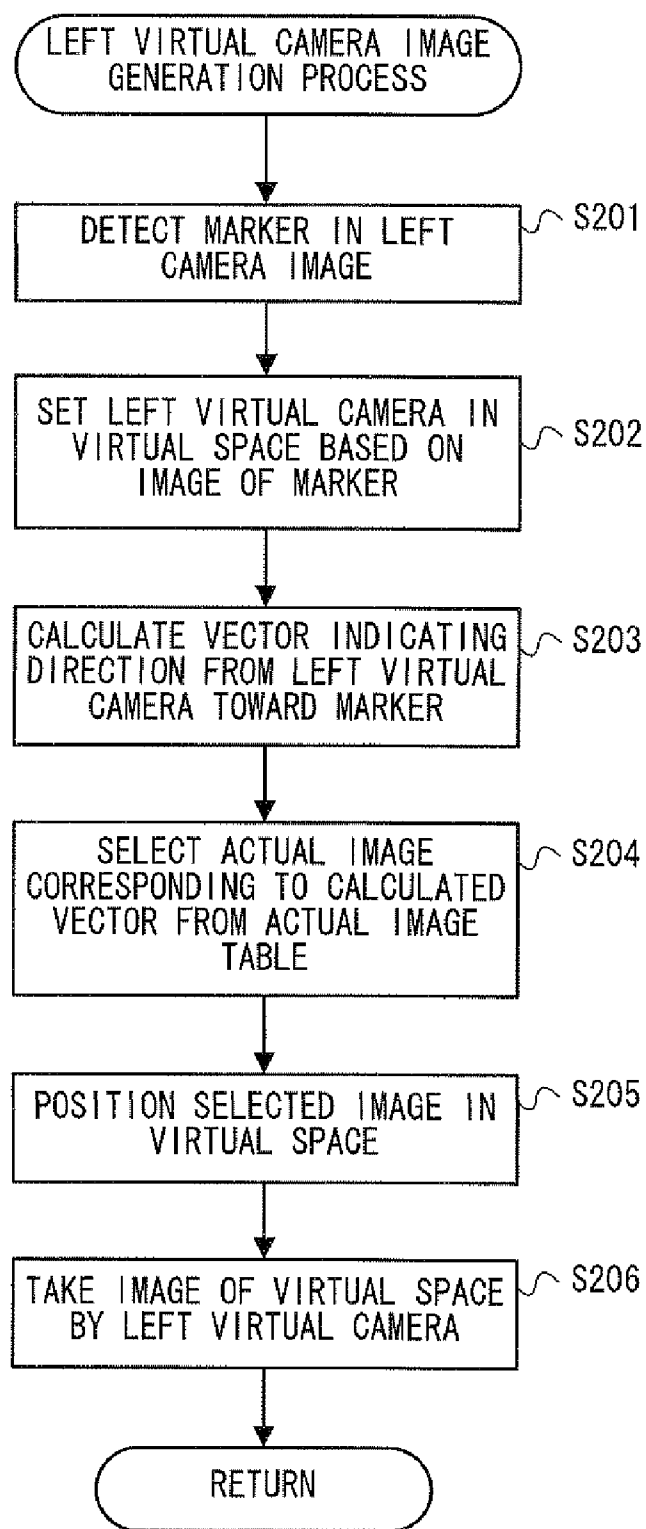 LEFT VIRTUAL CAMERA IMAGE
GENERATION PROCESS
DETECT MARKER IN LEFT
CAMERA IMAGE
S201
SET LEFT VIRTUAL CAMERA IN
VIRTUAL SPACE BASED ON
IMAGE OF MARKER
S202
CALCULATE VECTOR INDICATING
DIRECTION FROM LEFT VIRTUAL
CAMERA TOWARD MARKER
S203
SELECT ACTUAL IMAGE
CORRESPONDING TO CALCULATED
VECTOR FROM ACTUAL IMAGE
TABLE
S204
POSITION SELECTED IMAGE IN
VIRTUAL SPACE
S205
TAKE IMAGE OF VIRTUAL SPACE
BY LEFT VIRTUAL CAMERA
S206
RETURN